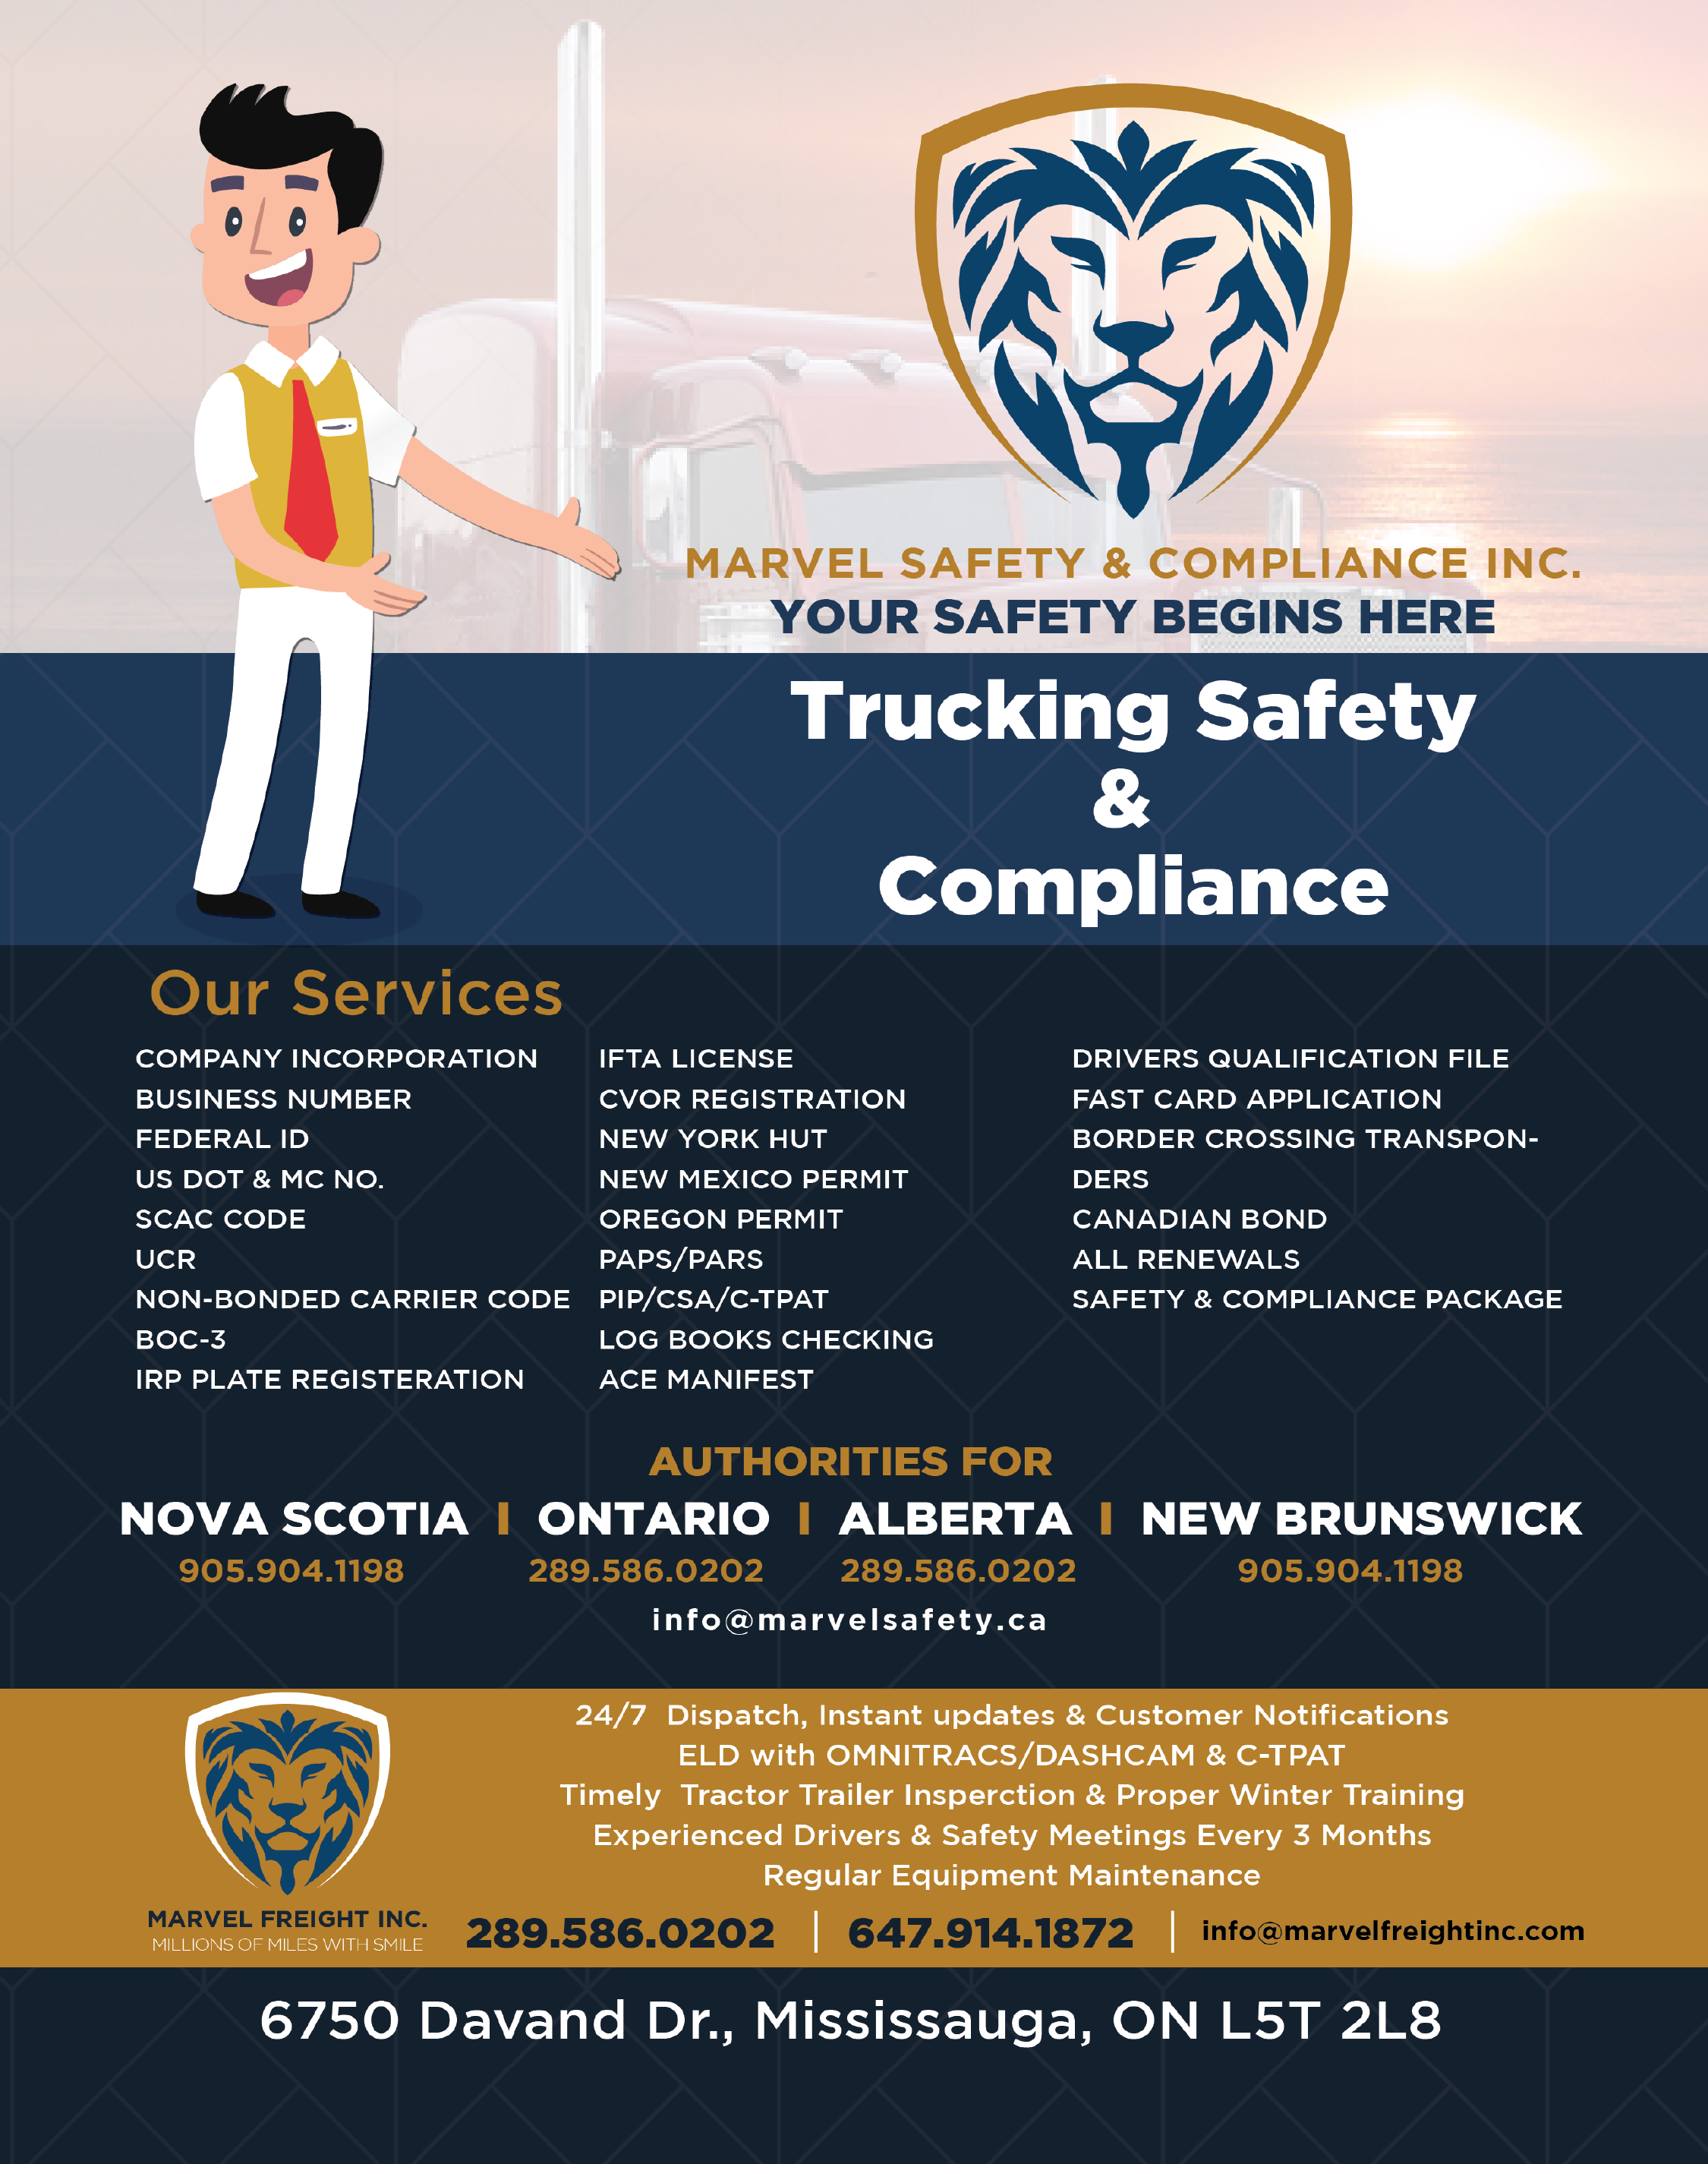 MARVEL SAFETY & COMPLIANCE INC.
YOUR SAFETY BEGINS HERE
Trucking Safety
&
Compliance
Our Services
COMPANY INCORPORATION
BUSINESS NUMBER
FEDERAL ID
US DOT & MC NO.
SCAC CODE
UCR
NON-BONDED CARRIER CODE
BOC-3
IRP PLATE REGISTERATION
IFTA LICENSE
CVOR REGISTRATION
NEW YORK HUT
NEW MEXICO PERMIT
OREGON PERMIT
PAPS/PARS
PIP/CSA/C-TPAT
LOG BOOKS CHECKING
ACE MANIFEST
DRIVERS QUALIFICATION FILE
FAST CARD APPLICATION
BORDER CROSSING TRANSPON-
DERS
CANADIAN BOND
ALL RENEWALS
SAFETY & COMPLIANCE PACKAGE
AUTHORITIES FOR
NOVA SCOTIA I ONTARIO I ALBERTA I NEW BRUNSWICK
905.904.1198 289.586.0202 289.586.0202 905.904.1198
info@marvelsafety.ca
24/7 Dispatch, Instant updates & Customer Notifications
ELD with OMNITRACS/DASHCAM & C-TPAT
Timely Tractor Trailer Insperction & Proper Winter Training
Experienced Drivers & Safety Meetings Every 3 Months
Regular Equipment Maintenance
MARVEL FREIGHT INC.
MILLIONS OF MILES WITH SMILE
289.586.0202 | 647.914.1872 | info@marvelfreightinc.com
6750 Davand Dr., Mississauga, ON L5T 2L8